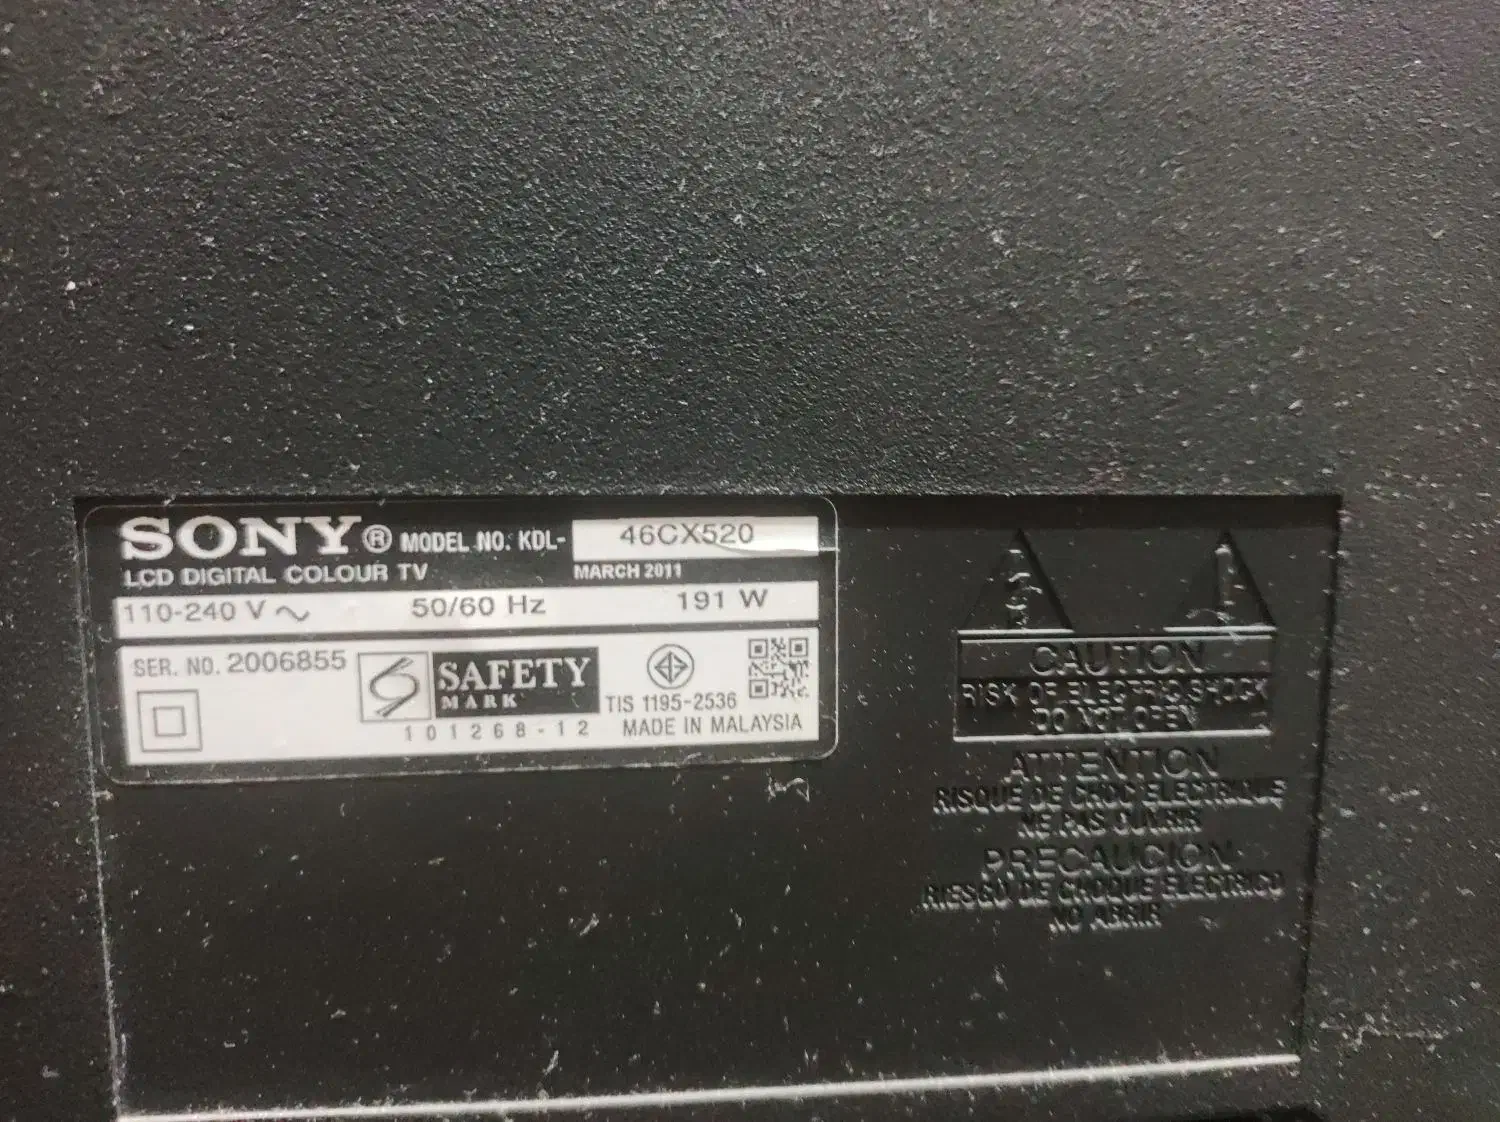 SONY® MODEL NO. KDL- 46CX520
LCD DIGITAL COLOUR TV MARCH 2011
110-240 V ~ 50/60 Hz 191 W
SER. NO. 2006855
SAFETY
MARK
101268-12
TIS 1195-2536
MADE IN MALAYSIA
CAUTION
RISK OF ELECTRIC SHOCK
DO NOT OPEN
ATTENTION
RISQUE DE CHOC ELECTRIQUE
NE PAS OUVRIR
PRECAUCION
RIESGO DE CHOQUE ELECTRICO
NO ABRIR